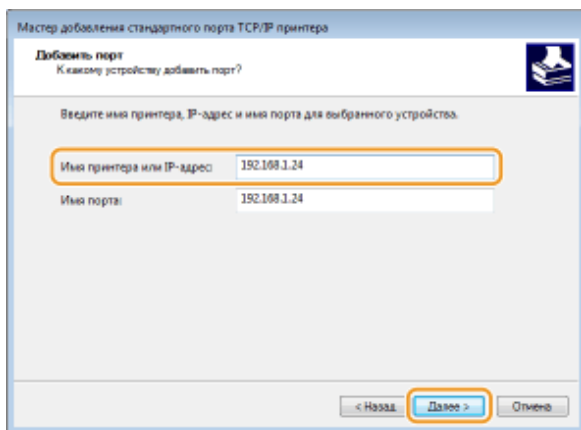 Мастер добавления стандартного порта TCP/IP принтера
Добавить порт
К какому устройству добавить порт?
Введите имя принтера, IP-адрес и имя порта для выбранного устройства.
Имя принтера или IP-адрес: 192.168.1.24
Имя порта: 192.168.1.24
< Назад Далее > Отмена